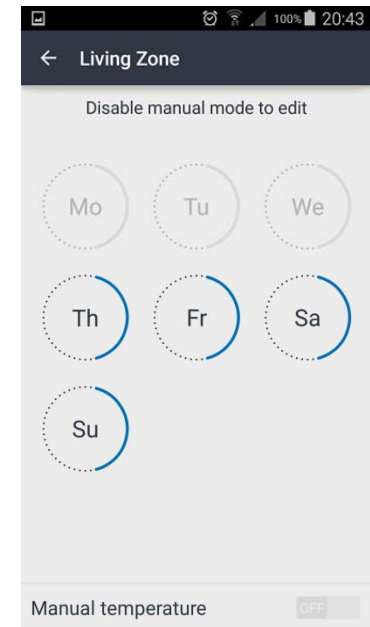 100% 20:43
Living Zone
Disable manual mode to edit
Mo Tu We
Th Fr Sa
Su
Manual temperature OFF